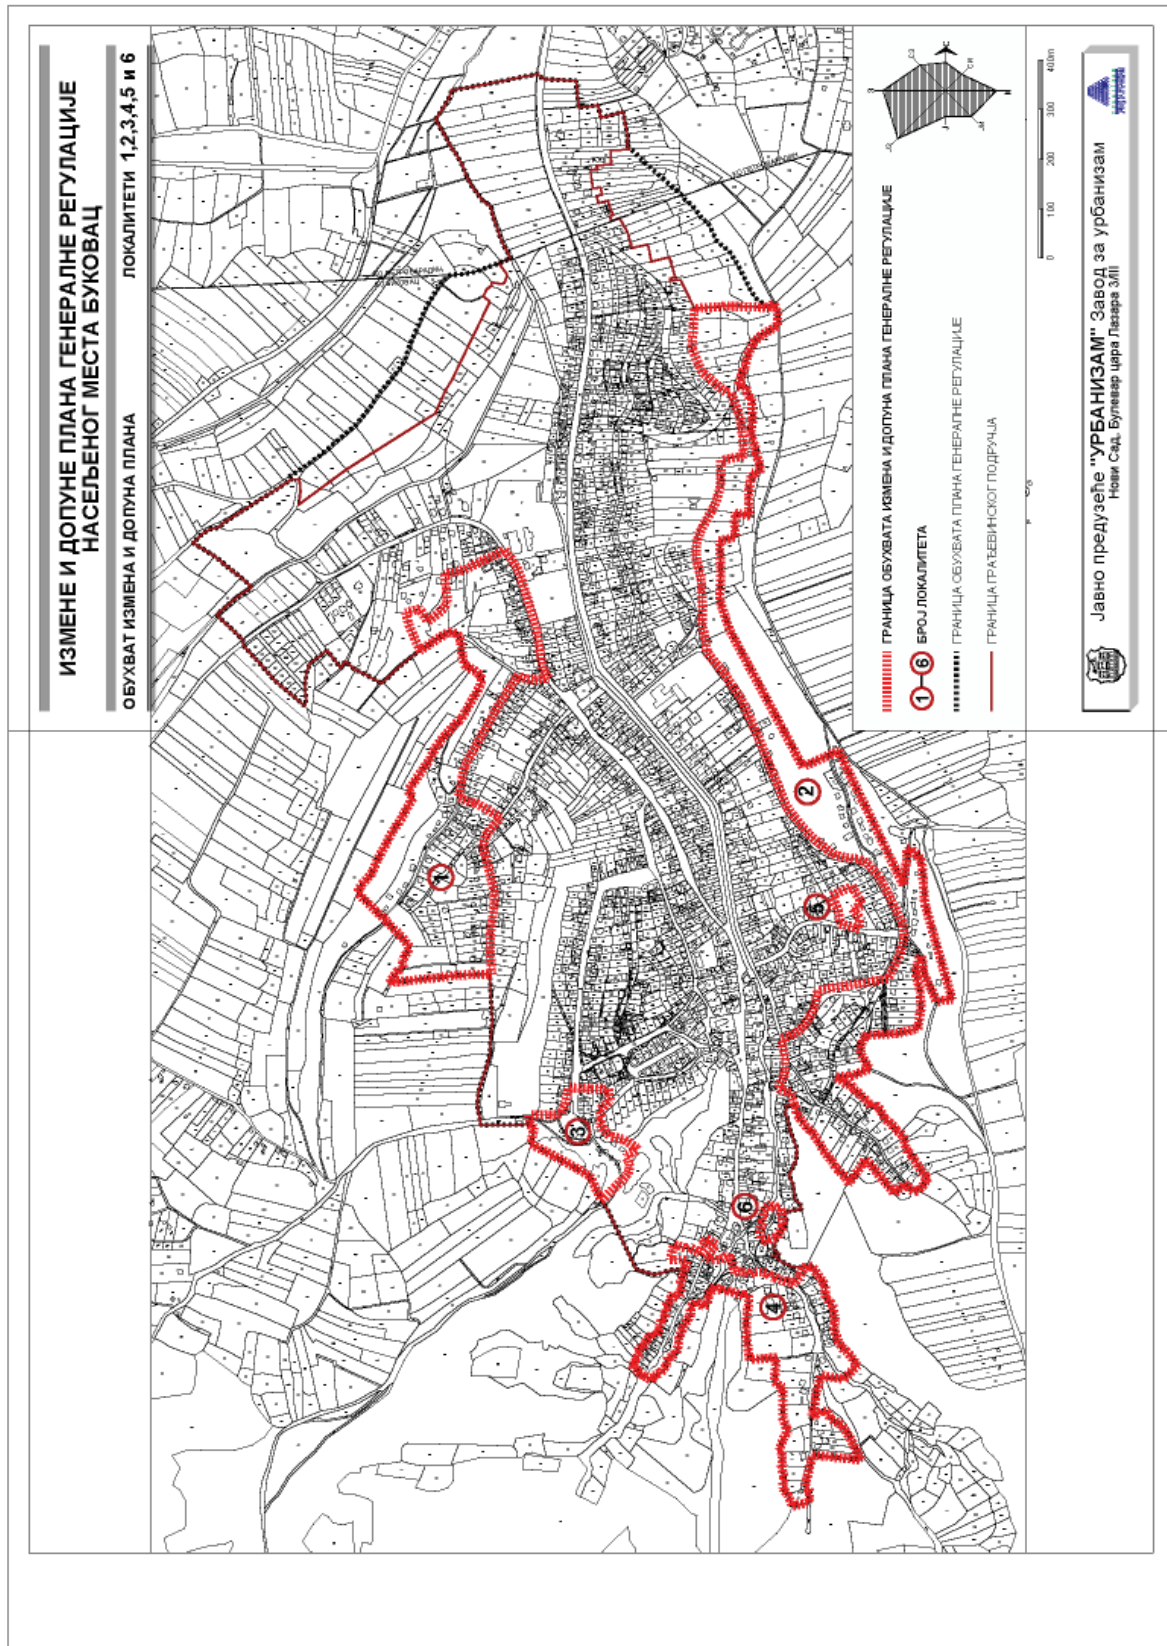 ИЗМЕНЕ И ДОПУНЕ ПЛАНА ГЕНЕРАЛНЕ РЕГУЛАЦИЈЕ
НАСЕЉЕНОГ МЕСТА БУКОВАЦ
ОБУХВАТ ИЗМЕНА И ДОПУНА ПЛАНА ЛОКАЛИТЕТИ 1,2,3,4,5 и 6
1
2
3
4
5
6
ГРАНИЦА ОБУХВАТА ИЗМЕНА И ДОПУНА ПЛАНА ГЕНЕРАЛНЕ РЕГУЛАЦИЈЕ
1–6 БРОЈ ЛОКАЛИТЕТА
ГРАНИЦА ОБУХВАТА ПЛАНА ГЕНЕРАЛНЕ РЕГУЛАЦИЈЕ
ГРАНИЦА ГРАЂЕВИНСКОГ ПОДРУЧЈА
0 100 200 300 400m
Јавно предузеће "УРБАНИЗАМ" Завод за урбанизам
Нови Сад, Булевар цара Лазара 3/III